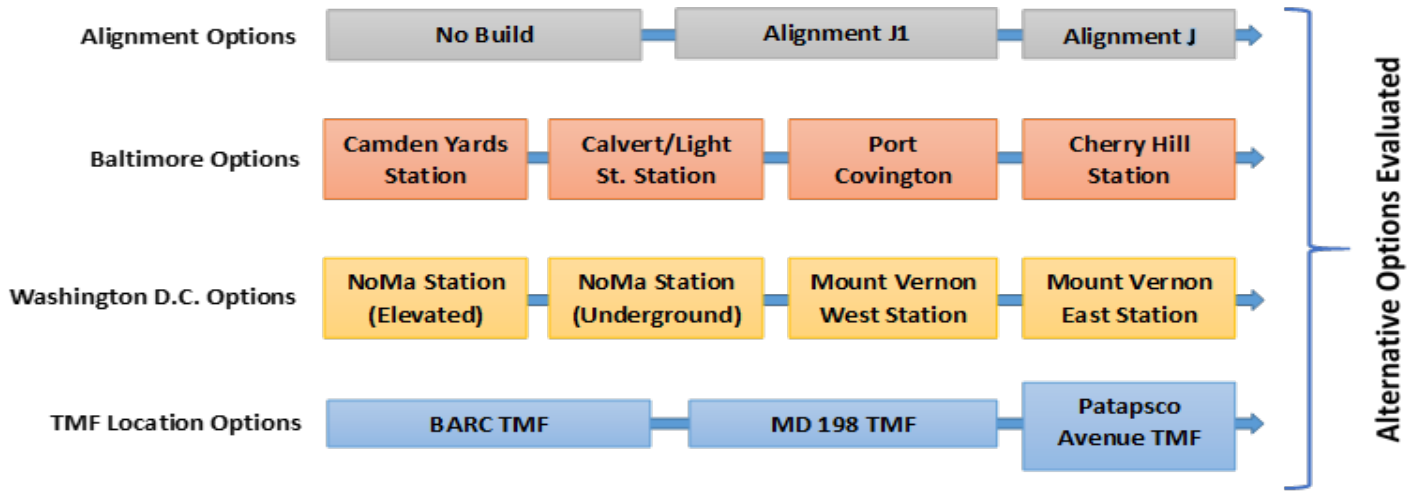 Alignment Options
No Build
Alignment J1
Alignment J
Baltimore Options
Camden Yards
Station
Calvert/Light
St. Station
Port
Covington
Cherry Hill
Station
Washington D.C. Options
NoMa Station
(Elevated)
NoMa Station
(Underground)
Mount Vernon
West Station
Mount Vernon
East Station
TMF Location Options
BARC TMF
MD 198 TMF
Patapsco
Avenue TMF
Alternative Options Evaluated